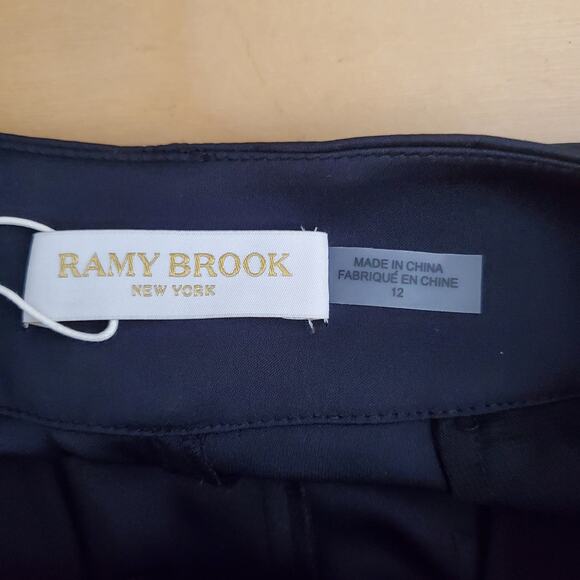 RAMY BROOK
NEW YORK
MADE IN CHINA
FABRIQUÉ EN CHINE
12